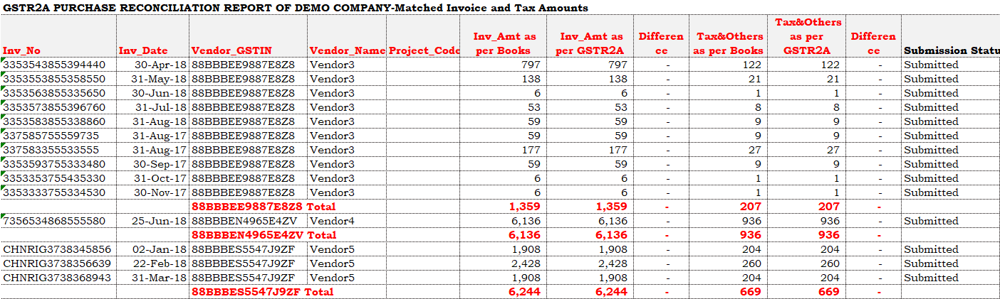 GSTR2A PURCHASE RECONCILIATION REPORT OF DEMO COMPANY-Matched Invoice and Tax Amounts
Inv_No Inv_Date Vendor_GSTIN Vendor_Name Project_Code Inv_Amt as per Books Inv_Amt as per GSTR2A Differen ce Tax&Others as per Books Tax&Others as per GSTR2A Differen ce Submission Statu
3353543855394440 30-Apr-18 88BBBEE9887E8Z8 Vendor3 797 797 - 122 122 - Submitted
3353553855358550 31-May-18 88BBBEE9887E8Z8 Vendor3 138 138 - 21 21 - Submitted
3353563855335650 30-Jun-18 88BBBEE9887E8Z8 Vendor3 6 6 - 1 1 - Submitted
3353573855396760 31-Jul-18 88BBBEE9887E8Z8 Vendor3 53 53 - 8 8 - Submitted
3353583855338860 31-Aug-18 88BBBEE9887E8Z8 Vendor3 59 59 - 9 9 - Submitted
337585755559735 31-Aug-17 88BBBEE9887E8Z8 Vendor3 59 59 - 9 9 - Submitted
337583355533555 31-Aug-17 88BBBEE9887E8Z8 Vendor3 177 177 - 27 27 - Submitted
3353593755333480 30-Sep-17 88BBBEE9887E8Z8 Vendor3 59 59 - 9 9 - Submitted
3353353755435330 31-Oct-17 88BBBEE9887E8Z8 Vendor3 6 6 - 1 1 - Submitted
3353333755334530 30-Nov-17 88BBBEE9887E8Z8 Vendor3 6 6 - 1 1 - Submitted
88BBBEE9887E8Z8 Total 1,359 1,359 - 207 207 -
7356534868555580 25-Jun-18 88BBBEN4965E4ZV Vendor4 6,136 6,136 - 936 936 - Submitted
88BBBEN4965E4ZV Total 6,136 6,136 - 936 936 -
CHNRIG3738345856 02-Jan-18 88BBBES5547J9ZF Vendor5 1,908 1,908 - 204 204 - Submitted
CHNRIG3738356639 22-Feb-18 88BBBES5547J9ZF Vendor5 2,428 2,428 - 260 260 - Submitted
CHNRIG3738368943 31-Mar-18 88BBBES5547J9ZF Vendor5 1,908 1,908 - 204 204 - Submitted
88BBBES5547J9ZF Total 6,244 6,244 - 669 669 -